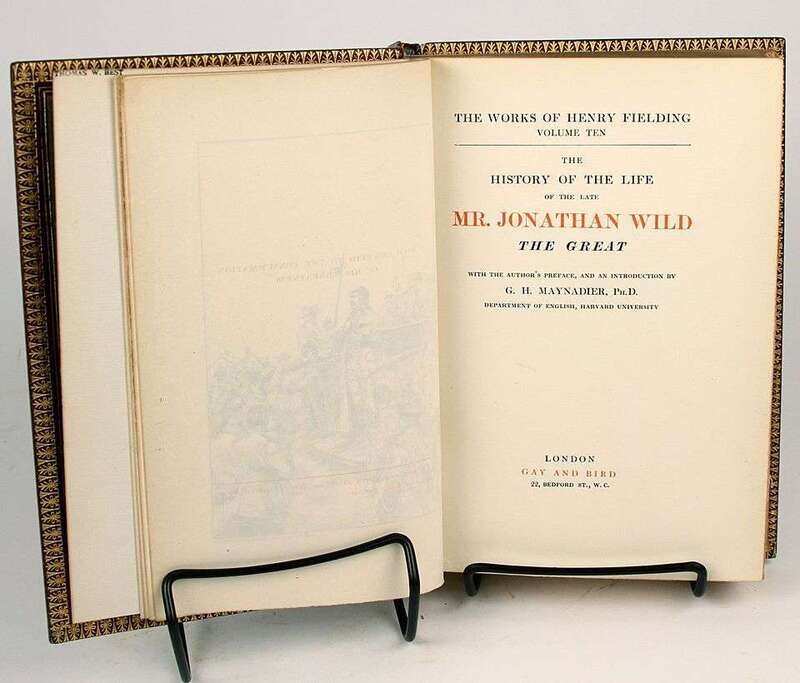 THOMAS W. BEST
THE WORKS OF HENRY FIELDING
VOLUME TEN
THE
HISTORY OF THE LIFE
OF THE LATE
MR. JONATHAN WILD
THE GREAT
WITH THE AUTHOR'S PREFACE, AND AN INTRODUCTION BY
G. H. MAYNADIER, PH.D.
DEPARTMENT OF ENGLISH, HARVARD UNIVERSITY
LONDON
GAY AND BIRD
22, BEDFORD ST., W. C.